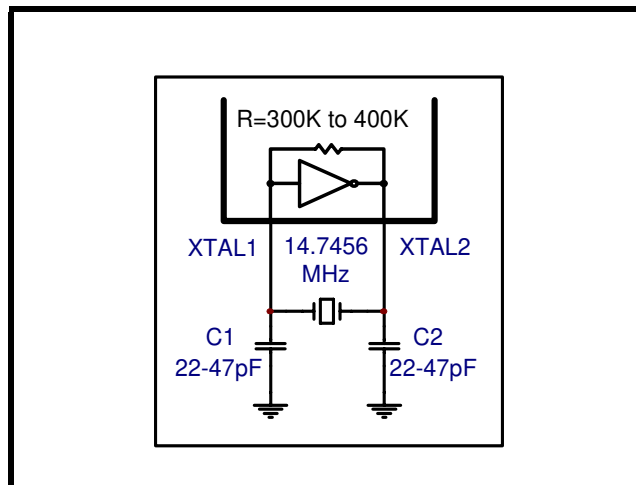 R=300K to 400K
XTAL1
14.7456
MHz
XTAL2
C1
22-47pF
C2
22-47pF